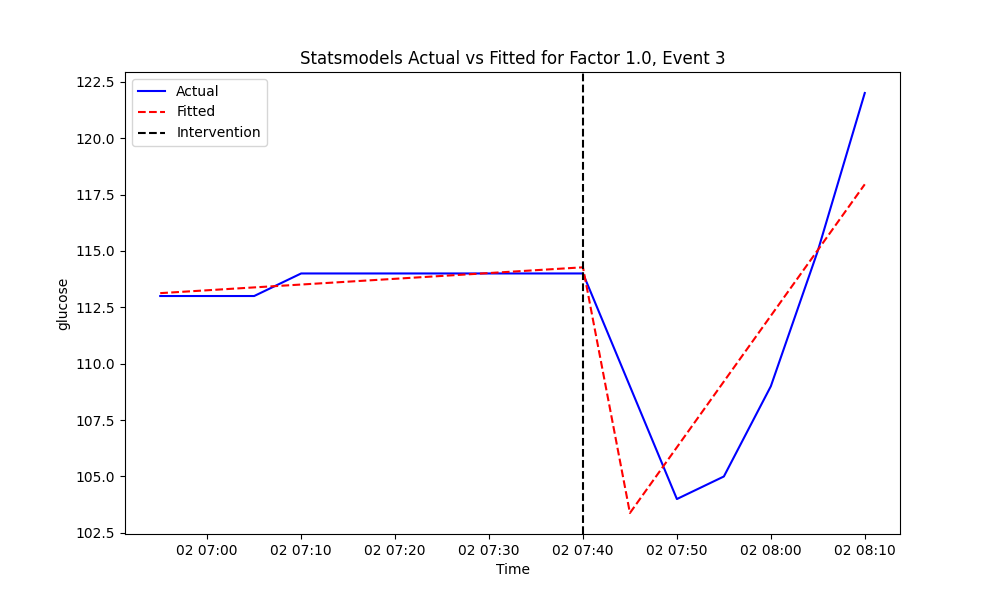 Statsmodels Actual vs Fitted for Factor 1.0, Event 3
Actual
Fitted
Intervention
122.5
120.0
117.5
115.0
112.5
110.0
107.5
105.0
102.5
glucose
02 07:00
02 07:10
02 07:20
02 07:30
02 07:40
02 07:50
02 08:00
02 08:10
Time